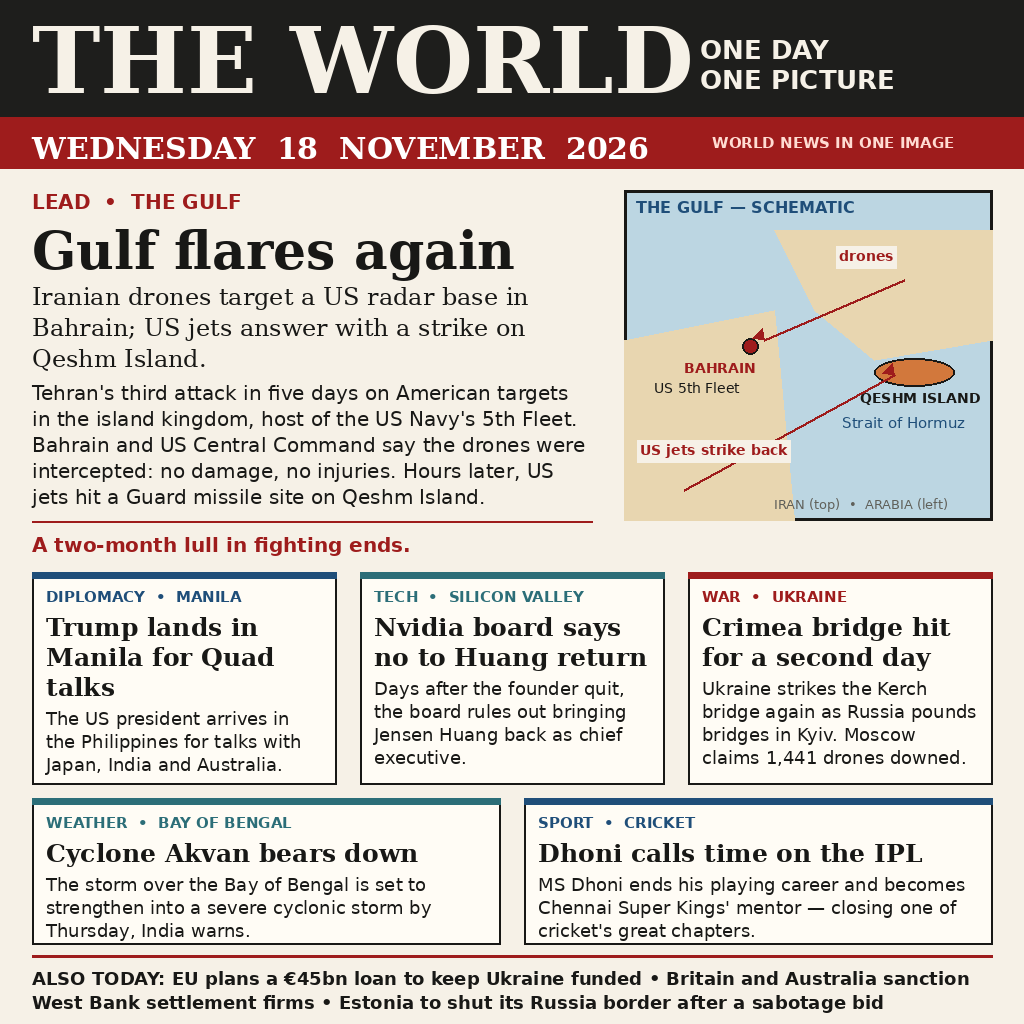 THE WORLD
ONE DAY
ONE PICTURE
WEDNESDAY 18 NOVEMBER 2026
WORLD NEWS IN ONE IMAGE
LEAD • THE GULF
Gulf flares again
Iranian drones target a US radar base in
Bahrain; US jets answer with a strike on
Qeshm Island.
Tehran's third attack in five days on American targets
in the island kingdom, host of the US Navy's 5th Fleet.
Bahrain and US Central Command say the drones were
intercepted: no damage, no injuries. Hours later, US
jets hit a Guard missile site on Qeshm Island.
A two-month lull in fighting ends.
THE GULF — SCHEMATIC
drones
BAHRAIN
US 5th Fleet
QESHM ISLAND
Strait of Hormuz
US jets strike back
IRAN (top) • ARABIA (left)
DIPLOMACY • MANILA
Trump lands in
Manila for Quad
talks
The US president arrives in
the Philippines for talks with
Japan, India and Australia.
TECH • SILICON VALLEY
Nvidia board says
no to Huang return
Days after the founder quit,
the board rules out bringing
Jensen Huang back as chief
executive.
WAR • UKRAINE
Crimea bridge hit
for a second day
Ukraine strikes the Kerch
bridge again as Russia pounds
bridges in Kyiv. Moscow
claims 1,441 drones downed.
WEATHER • BAY OF BENGAL
Cyclone Akvan bears down
The storm over the Bay of Bengal is set to
strengthen into a severe cyclonic storm by
Thursday, India warns.
SPORT • CRICKET
Dhoni calls time on the IPL
MS Dhoni ends his playing career and becomes
Chennai Super Kings' mentor — closing one of
cricket's great chapters.
ALSO TODAY: EU plans a €45bn loan to keep Ukraine funded • Britain and Australia sanction
West Bank settlement firms • Estonia to shut its Russia border after a sabotage bid